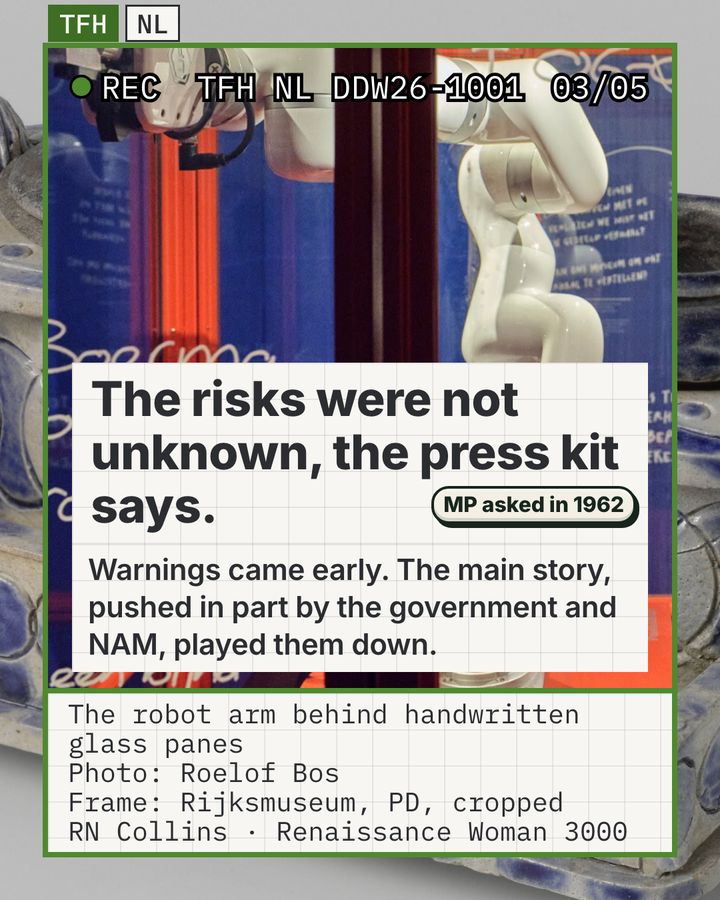 TFH NL
REC TFH NL DDW26-1001 03/05
Boerma
The risks were not
unknown, the press kit
says.
MP asked in 1962
Warnings came early. The main story,
pushed in part by the government and
NAM, played them down.
The robot arm behind handwritten
glass panes
Photo: Roelof Bos
Frame: Rijksmuseum, PD, cropped
RN Collins · Renaissance Woman 3000